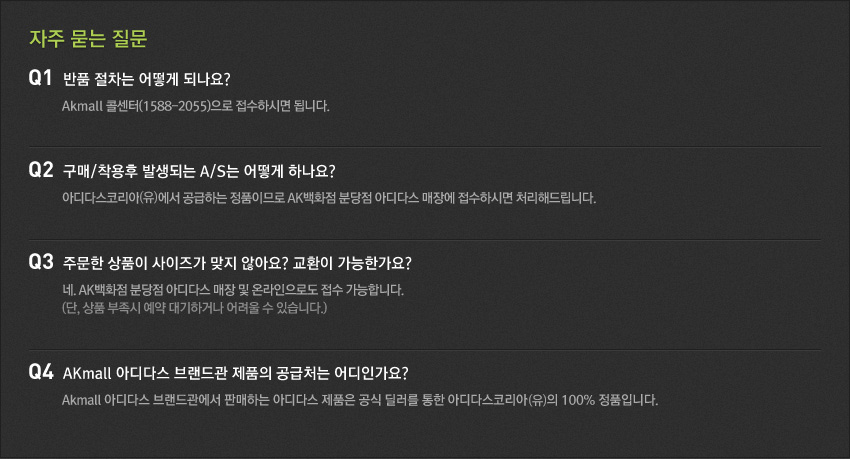 자주 묻는 질문
Q1 반품 절차는 어떻게 되나요?
Akmall 콜센터(1588-2055)으로 접수하시면 됩니다.
Q2 구매/착용후 발생되는 A/S는 어떻게 하나요?
아디다스코리아(유)에서 공급하는 정품이므로 AK백화점 분당점 아디다스 매장에 접수하시면 처리해드립니다.
Q3 주문한 상품이 사이즈가 맞지 않아요? 교환이 가능한가요?
네. AK백화점 분당점 아디다스 매장 및 온라인으로도 접수 가능합니다.
(단, 상품 부족시 예약 대기하거나 어려울 수 있습니다.)
Q4 AKmall 아디다스 브랜드관 제품의 공급처는 어디인가요?
Akmall 아디다스 브랜드관에서 판매하는 아디다스 제품은 공식 딜러를 통한 아디다스코리아(유)의 100% 정품입니다.